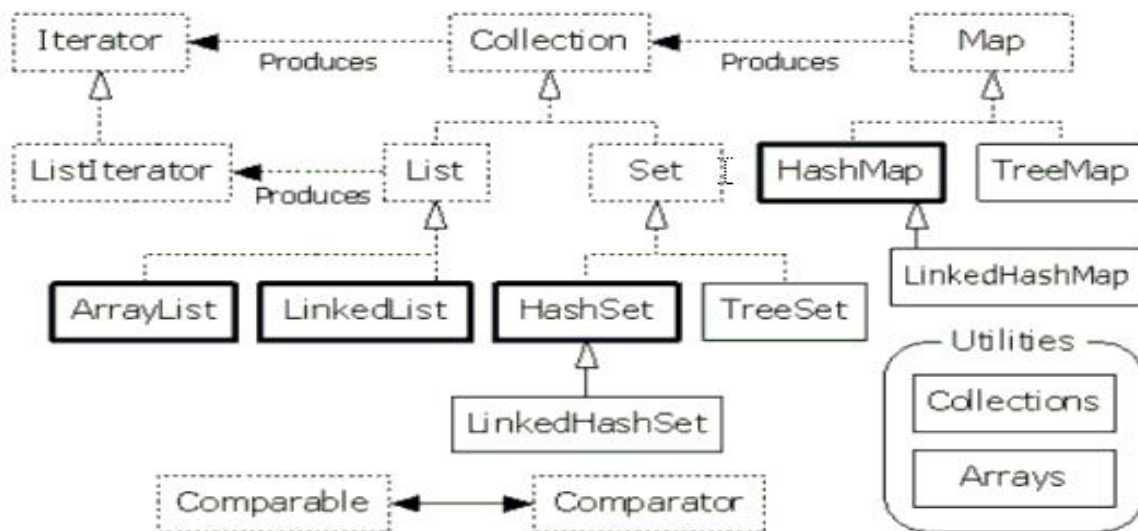 Iterator
Produces
Collection
Produces
Map
ListIterator
Produces
List
Set
HashMap
TreeMap
LinkedHashMap
ArrayList
LinkedList
HashSet
TreeSet
LinkedHashSet
Utilities
Collections
Arrays
Comparable
Comparator